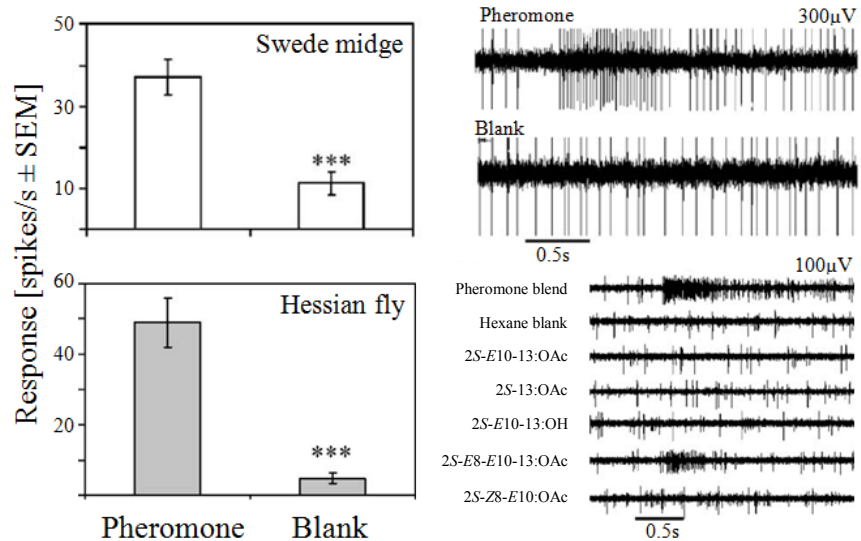 Response [spikes/s ± SEM]
50
30
10
Swede midge
***
60
40
20
Hessian fly
***
Pheromone Blank
Pheromone 300µV
Blank
0.5s
100µV
Pheromone blend
Hexane blank
2S-E10-13:OAc
2S-13:OAc
2S-E10-13:OH
2S-E8-E10-13:OAc
2S-Z8-E10:OAc
0.5s